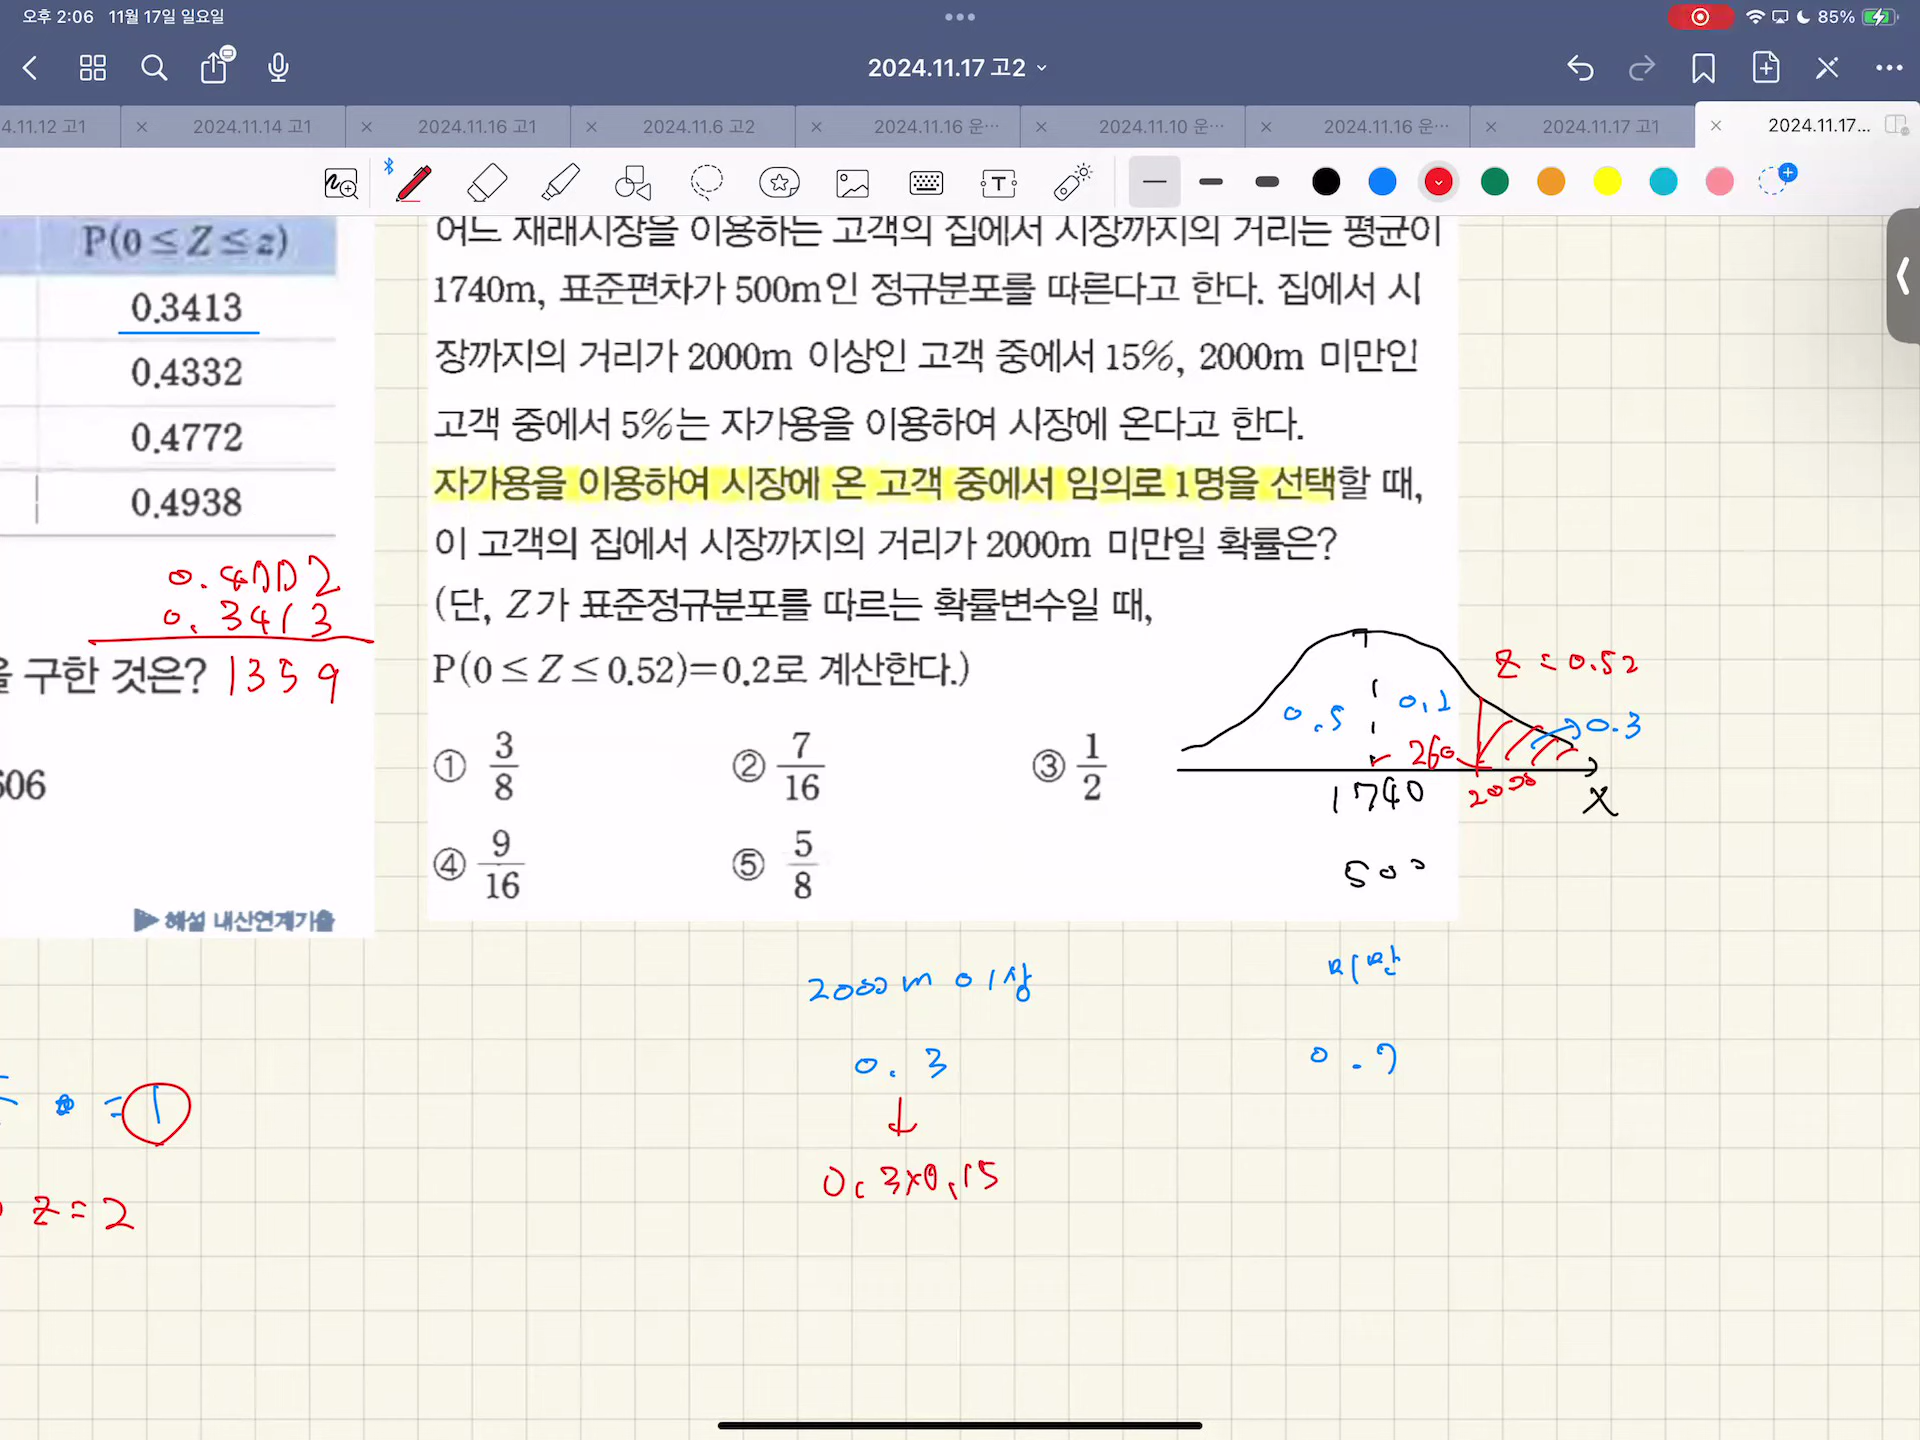 오후 2:06 11월 17일 일요일
85%
2024.11.17 고2
4.11.12 고1
2024.11.14 고1
2024.11.16 고1
2024.11.6 고2
2024.11.16 운…
2024.11.10 운…
2024.11.16 운…
2024.11.17 고1
2024.11.17...
P(0≤Z≤z)
0.3413
0.4332
0.4772
0.4938
0.3413
을 구한 것은? 1359
606
▶ 해설 내신연계기출
= 1
z = 2
어느 재래시장을 이용하는 고객의 집에서 시장까지의 거리는 평균이
1740m, 표준편차가 500m인 정규분포를 따른다고 한다. 집에서 시
장까지의 거리가 2000m 이상인 고객 중에서 15%, 2000m 미만인
고객 중에서 5%는 자가용을 이용하여 시장에 온다고 한다.
자가용을 이용하여 시장에 온 고객 중에서 임의로 1명을 선택할 때,
이 고객의 집에서 시장까지의 거리가 2000m 미만일 확률은?
(단, Z가 표준정규분포를 따르는 확률변수일 때,
P(0≤Z≤0.52)=0.2로 계산한다.)
① 3/8
② 7/16
③ 1/2
④ 9/16
⑤ 5/8
z = 0.52
0.5
0.2
0.3
260
1740
2000
X
500
2000m 이상
미만
0.3
0.7
↓
0.3×0.15